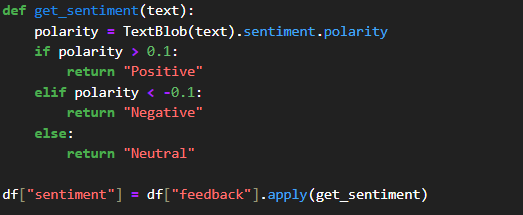 def get_sentiment(text):
    polarity = TextBlob(text).sentiment.polarity
    if polarity > 0.1:
        return "Positive"
    elif polarity < -0.1:
        return "Negative"
    else:
        return "Neutral"

df["sentiment"] = df["feedback"].apply(get_sentiment)